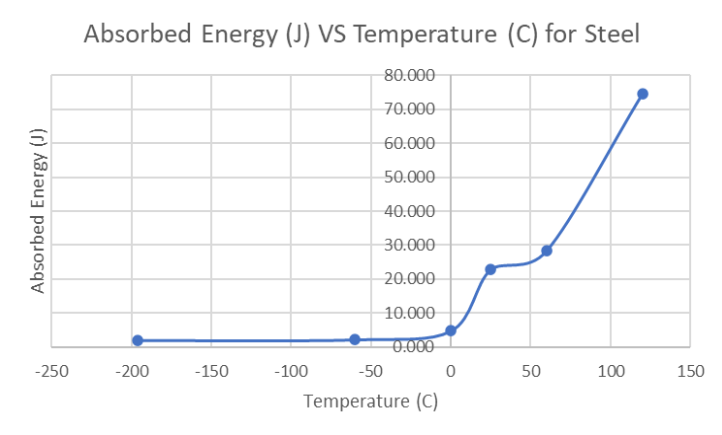 Absorbed Energy (J) VS Temperature (C) for Steel
80.000
70.000
60.000
50.000
40.000
30.000
20.000
10.000
0.000
Absorbed Energy (J)
-250 -200 -150 -100 -50 0 50 100 150
Temperature (C)